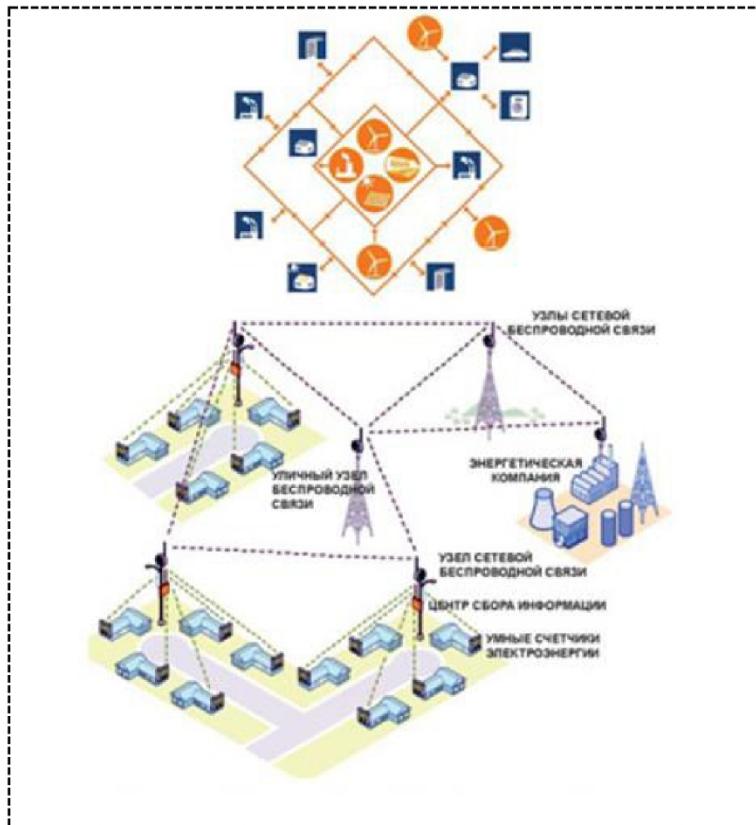 УЗЛЫ СЕТЕВОЙ
БЕСПРОВОДНОЙ СВЯЗИ
УЛИЧНЫЙ УЗЕЛ
БЕСПРОВОДНОЙ
СВЯЗИ
ЭНЕРГЕТИЧЕСКАЯ
КОМПАНИЯ
УЗЕЛ СЕТЕВОЙ
БЕСПРОВОДНОЙ СВЯЗИ
ЦЕНТР СБОРА ИНФОРМАЦИИ
УМНЫЕ СЧЕТЧИКИ
ЭЛЕКТРОЭНЕРГИИ